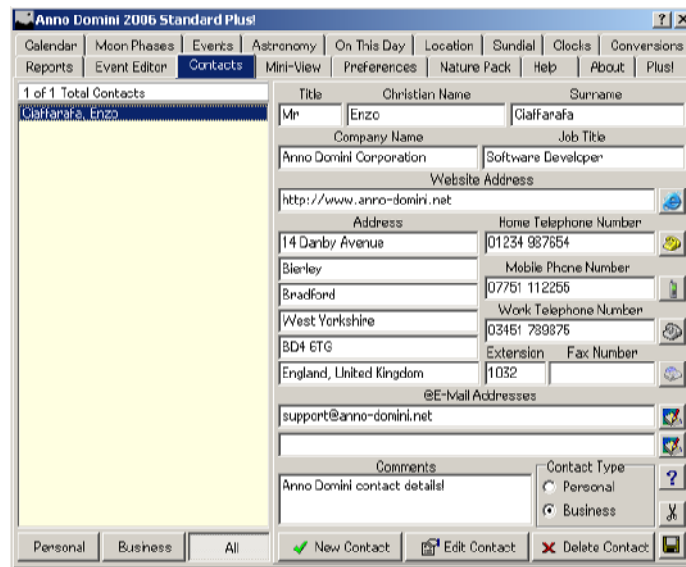 Anno Domini 2006 Standard Plus!
Calendar Moon Phases Events Astronomy On This Day Location Sundial Clocks Conversions
Reports Event Editor Contacts Mini-View Preferences Nature Pack Help About Plus!
1 of 1 Total Contacts
Ciaffarafa, Enzo
Title Christian Name Surname
Mr Enzo Ciaffarafa
Company Name Job Title
Anno Domini Corporation Software Developer
Website Address
http://www.anno-domini.net
Address Home Telephone Number
14 Danby Avenue 01234 987654
Bierley Mobile Phone Number
Bradford 07751 112255
West Yorkshire Work Telephone Number
BD4 6TG 03451 789875
England, United Kingdom Extension Fax Number
1032
@E-Mail Addresses
support@anno-domini.net
Comments Contact Type
Anno Domini contact details! Personal
Business
Personal Business All New Contact Edit Contact Delete Contact